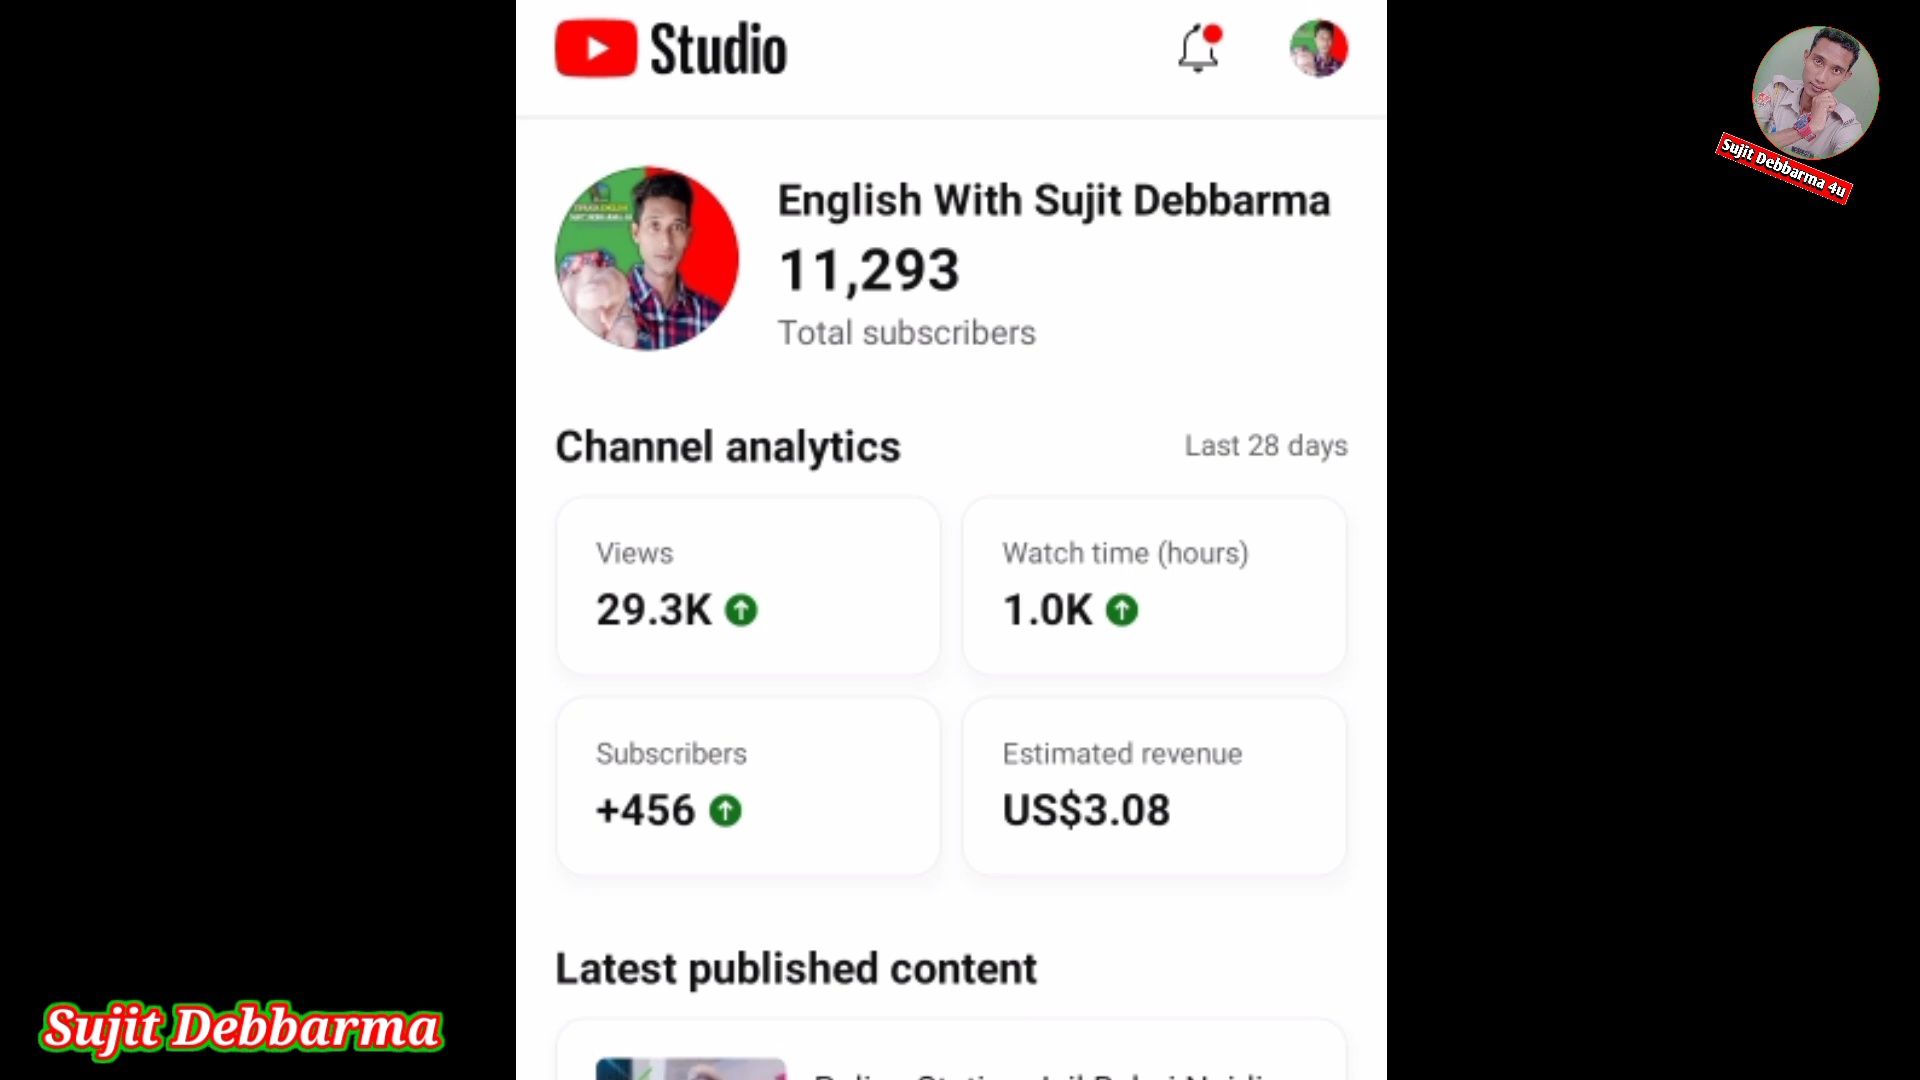 Studio
Sujit Debbarma 4u
English With Sujit Debbarma
11,293
Total subscribers
Channel analytics
Last 28 days
Views
29.3K
Watch time (hours)
1.0K
Subscribers
+456
Estimated revenue
US$3.08
Latest published content
Sujit Debbarma